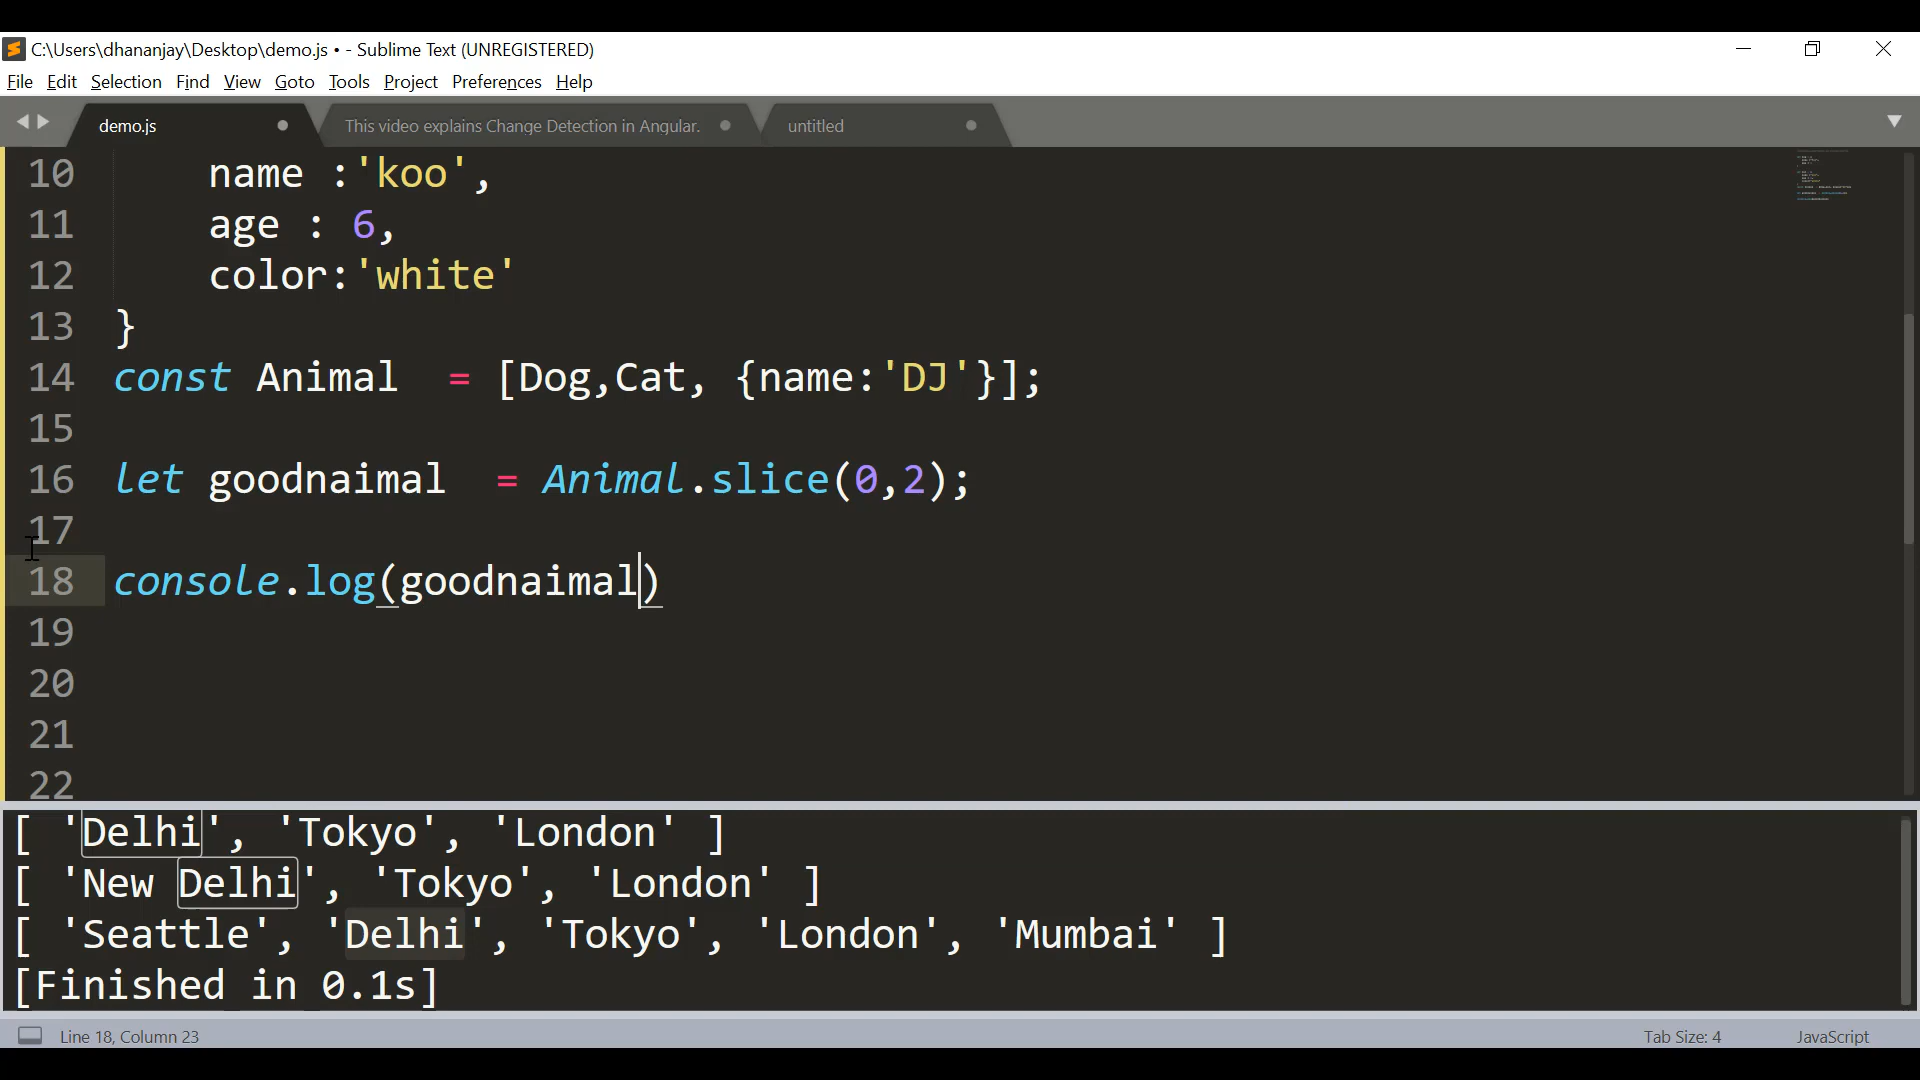 C:\Users\dhananjay\Desktop\demo.js • - Sublime Text (UNREGISTERED)
File Edit Selection Find View Goto Tools Project Preferences Help
demo.js This video explains Change Detection in Angular. untitled
10 name :'koo',
11 age : 6,
12 color:'white'
13 }
14 const Animal  = [Dog,Cat, {name:'DJ'}];
15
16 let goodnaimal  = Animal.slice(0,2);
17
18 console.log(goodnaimal)
19
20
21
22
[ 'Delhi', 'Tokyo', 'London' ]
[ 'New Delhi', 'Tokyo', 'London' ]
[ 'Seattle', 'Delhi', 'Tokyo', 'London', 'Mumbai' ]
[Finished in 0.1s]
Line 18, Column 23 Tab Size: 4 JavaScript